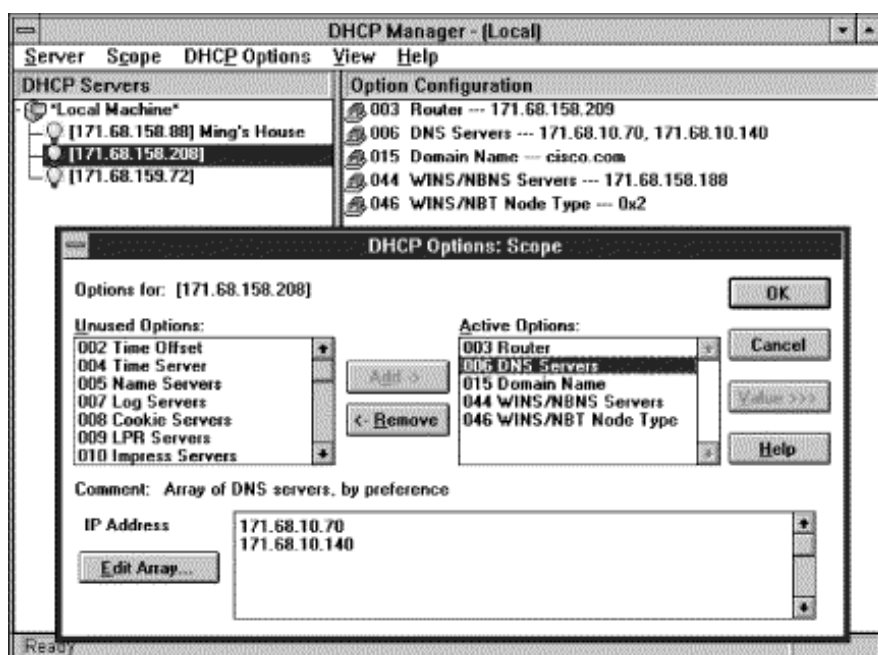 DHCP Manager - (Local)
Server Scope DHCP Options View Help
DHCP Servers
*Local Machine*
[171.68.158.88] Ming's House
[171.68.158.208]
[171.68.159.72]
Option Configuration
003 Router --- 171.68.158.209
006 DNS Servers --- 171.68.10.70, 171.68.10.140
015 Domain Name --- cisco.com
044 WINS/NBNS Servers --- 171.68.158.188
046 WINS/NBT Node Type --- 0x2
DHCP Options: Scope
Options for: [171.68.158.208]
Unused Options:
002 Time Offset
004 Time Server
005 Name Servers
007 Log Servers
008 Cookie Servers
009 LPR Servers
010 Impress Servers
Add ->
<- Remove
Active Options:
003 Router
006 DNS Servers
015 Domain Name
044 WINS/NBNS Servers
046 WINS/NBT Node Type
OK
Cancel
Value >>>
Help
Comment: Array of DNS servers, by preference
IP Address
Edit Array...
171.68.10.70
171.68.10.140
Ready